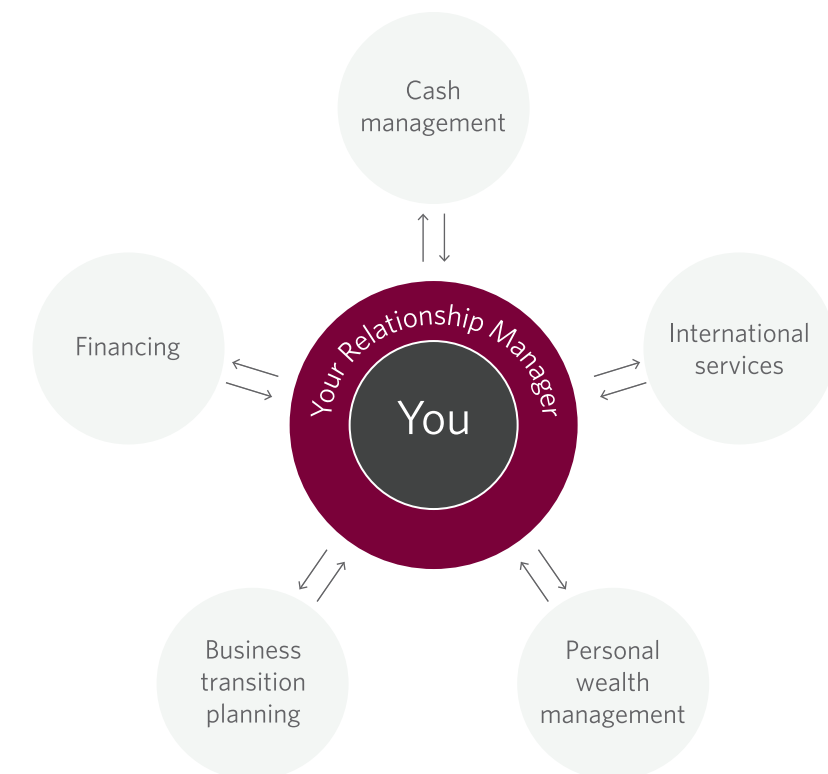 Cash
management
Financing
International
services
Your Relationship Manager
You
Business
transition
planning
Personal
wealth
management